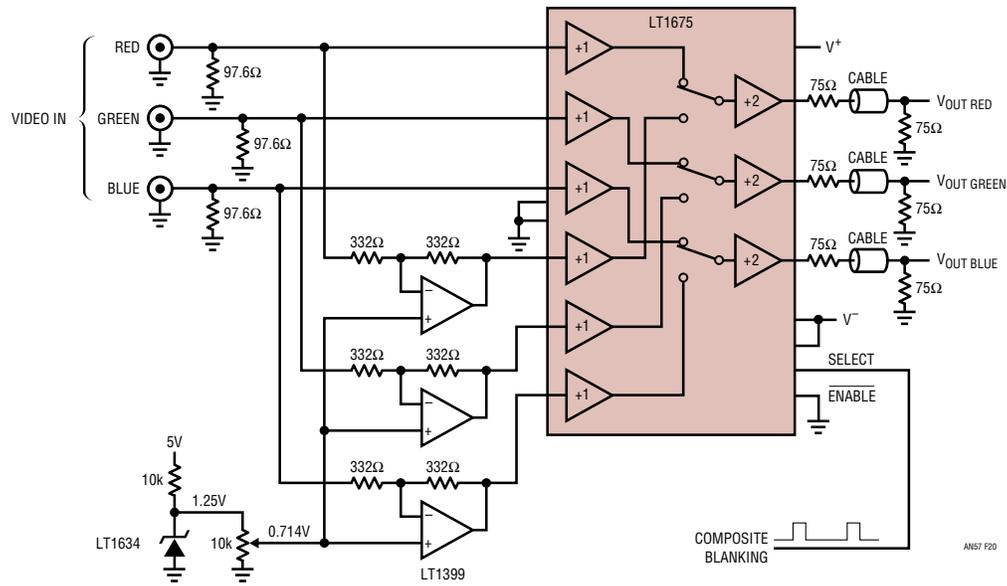 LT1675
RED
+1
V+
97.6Ω
75Ω
CABLE
+2
VOUT RED
75Ω
VIDEO IN
GREEN
+1
97.6Ω
75Ω
CABLE
+2
VOUT GREEN
75Ω
BLUE
+1
97.6Ω
75Ω
CABLE
+2
VOUT BLUE
75Ω
332Ω
332Ω
+1
−
+
+1
V−
332Ω
332Ω
SELECT
+1
ENABLE
−
+
5V
332Ω
332Ω
10k
1.25V
−
+
LT1634
10k
0.714V
LT1399
COMPOSITE
BLANKING
AN57 F20